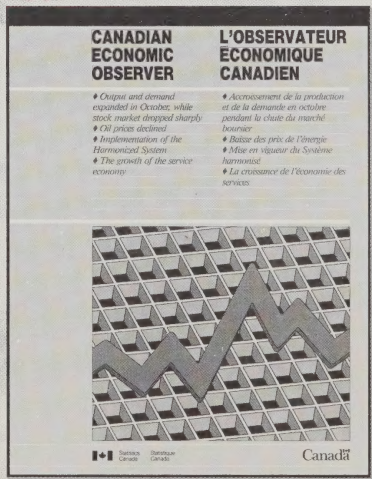 CANADIAN
ECONOMIC
OBSERVER
♦ Output and demand
expanded in October, while
stock market dropped sharply
♦ Oil prices declined
♦ Implementation of the
Harmonized System
♦ The growth of the service
economy
L'OBSERVATEUR
ÉCONOMIQUE
CANADIEN
♦ Accroissement de la production
et de la demande en octobre
pendant la chute du marché
boursier
♦ Baisse des prix de l'énergie
♦ Mise en vigueur du Système
harmonisé
♦ La croissance de l'économie des
services
Statistics
Canada
Statistique
Canada
Canada